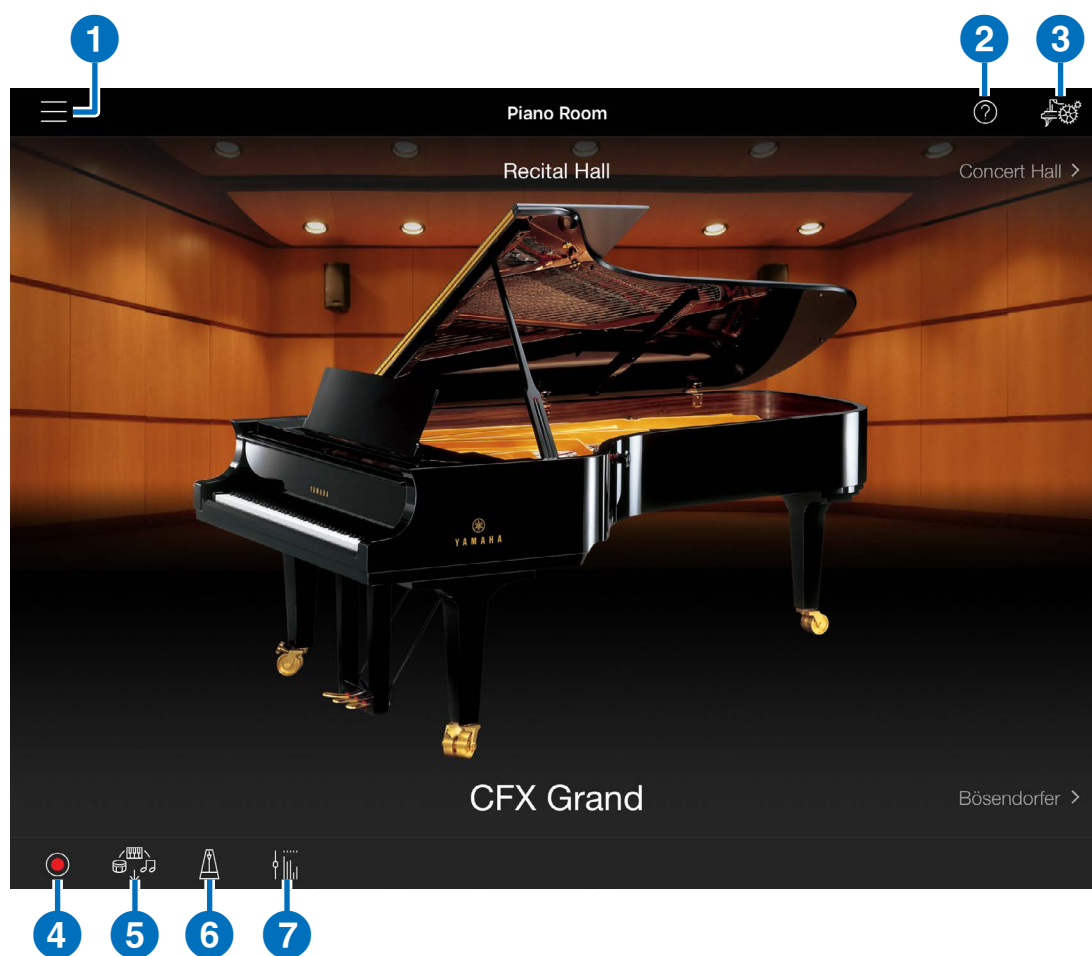 1
2
3
Piano Room
?
Recital Hall
Concert Hall >
YAMAHA
YAMAHA
CFX Grand
Bösendorfer >
4
5
6
7